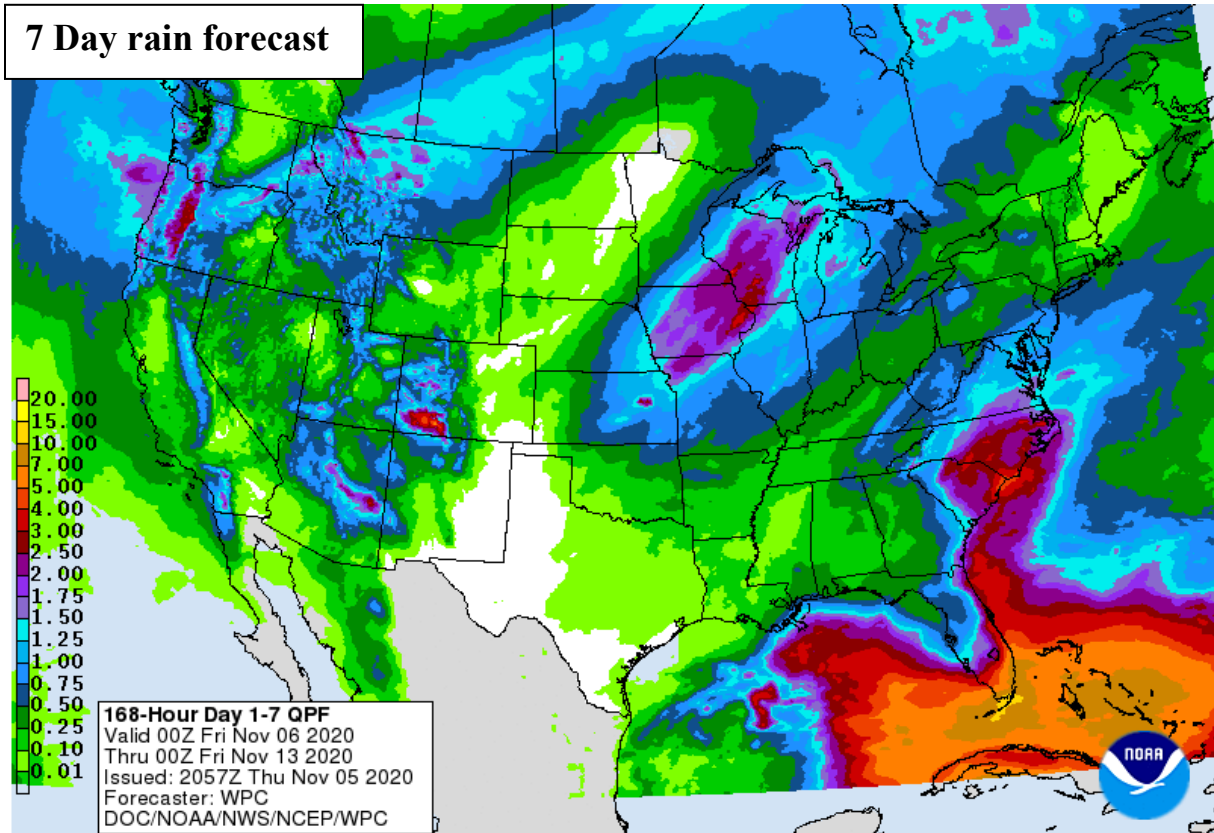 7 Day rain forecast
20.00
15.00
10.00
7.00
5.00
4.00
3.00
2.50
2.00
1.75
1.50
1.25
1.00
0.75
0.50
0.25
0.10
0.01
168-Hour Day 1-7 QPF
Valid 00Z Fri Nov 06 2020
Thru 00Z Fri Nov 13 2020
Issued: 2057Z Thu Nov 05 2020
Forecaster: WPC
DOC/NOAA/NWS/NCEP/WPC
NOAA